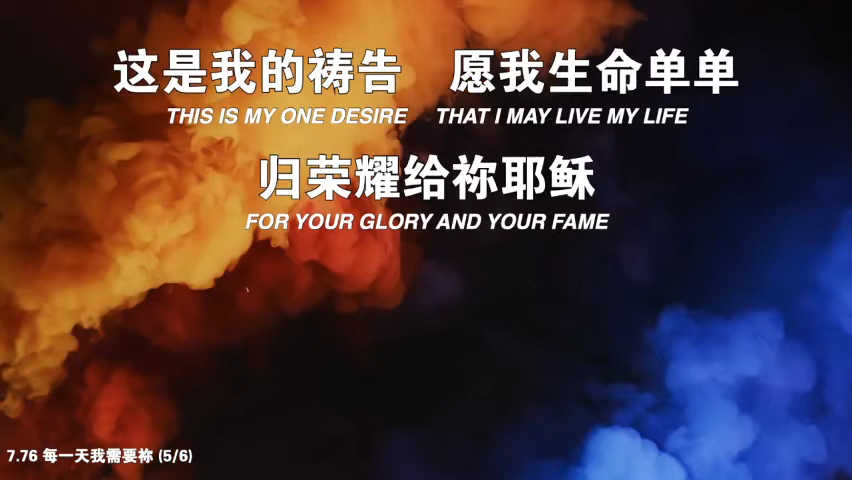 这是我的祷告 愿我生命单单
THIS IS MY ONE DESIRE THAT I MAY LIVE MY LIFE
归荣耀给祢耶稣
FOR YOUR GLORY AND YOUR FAME
7.76 每一天我需要祢 (5/6)